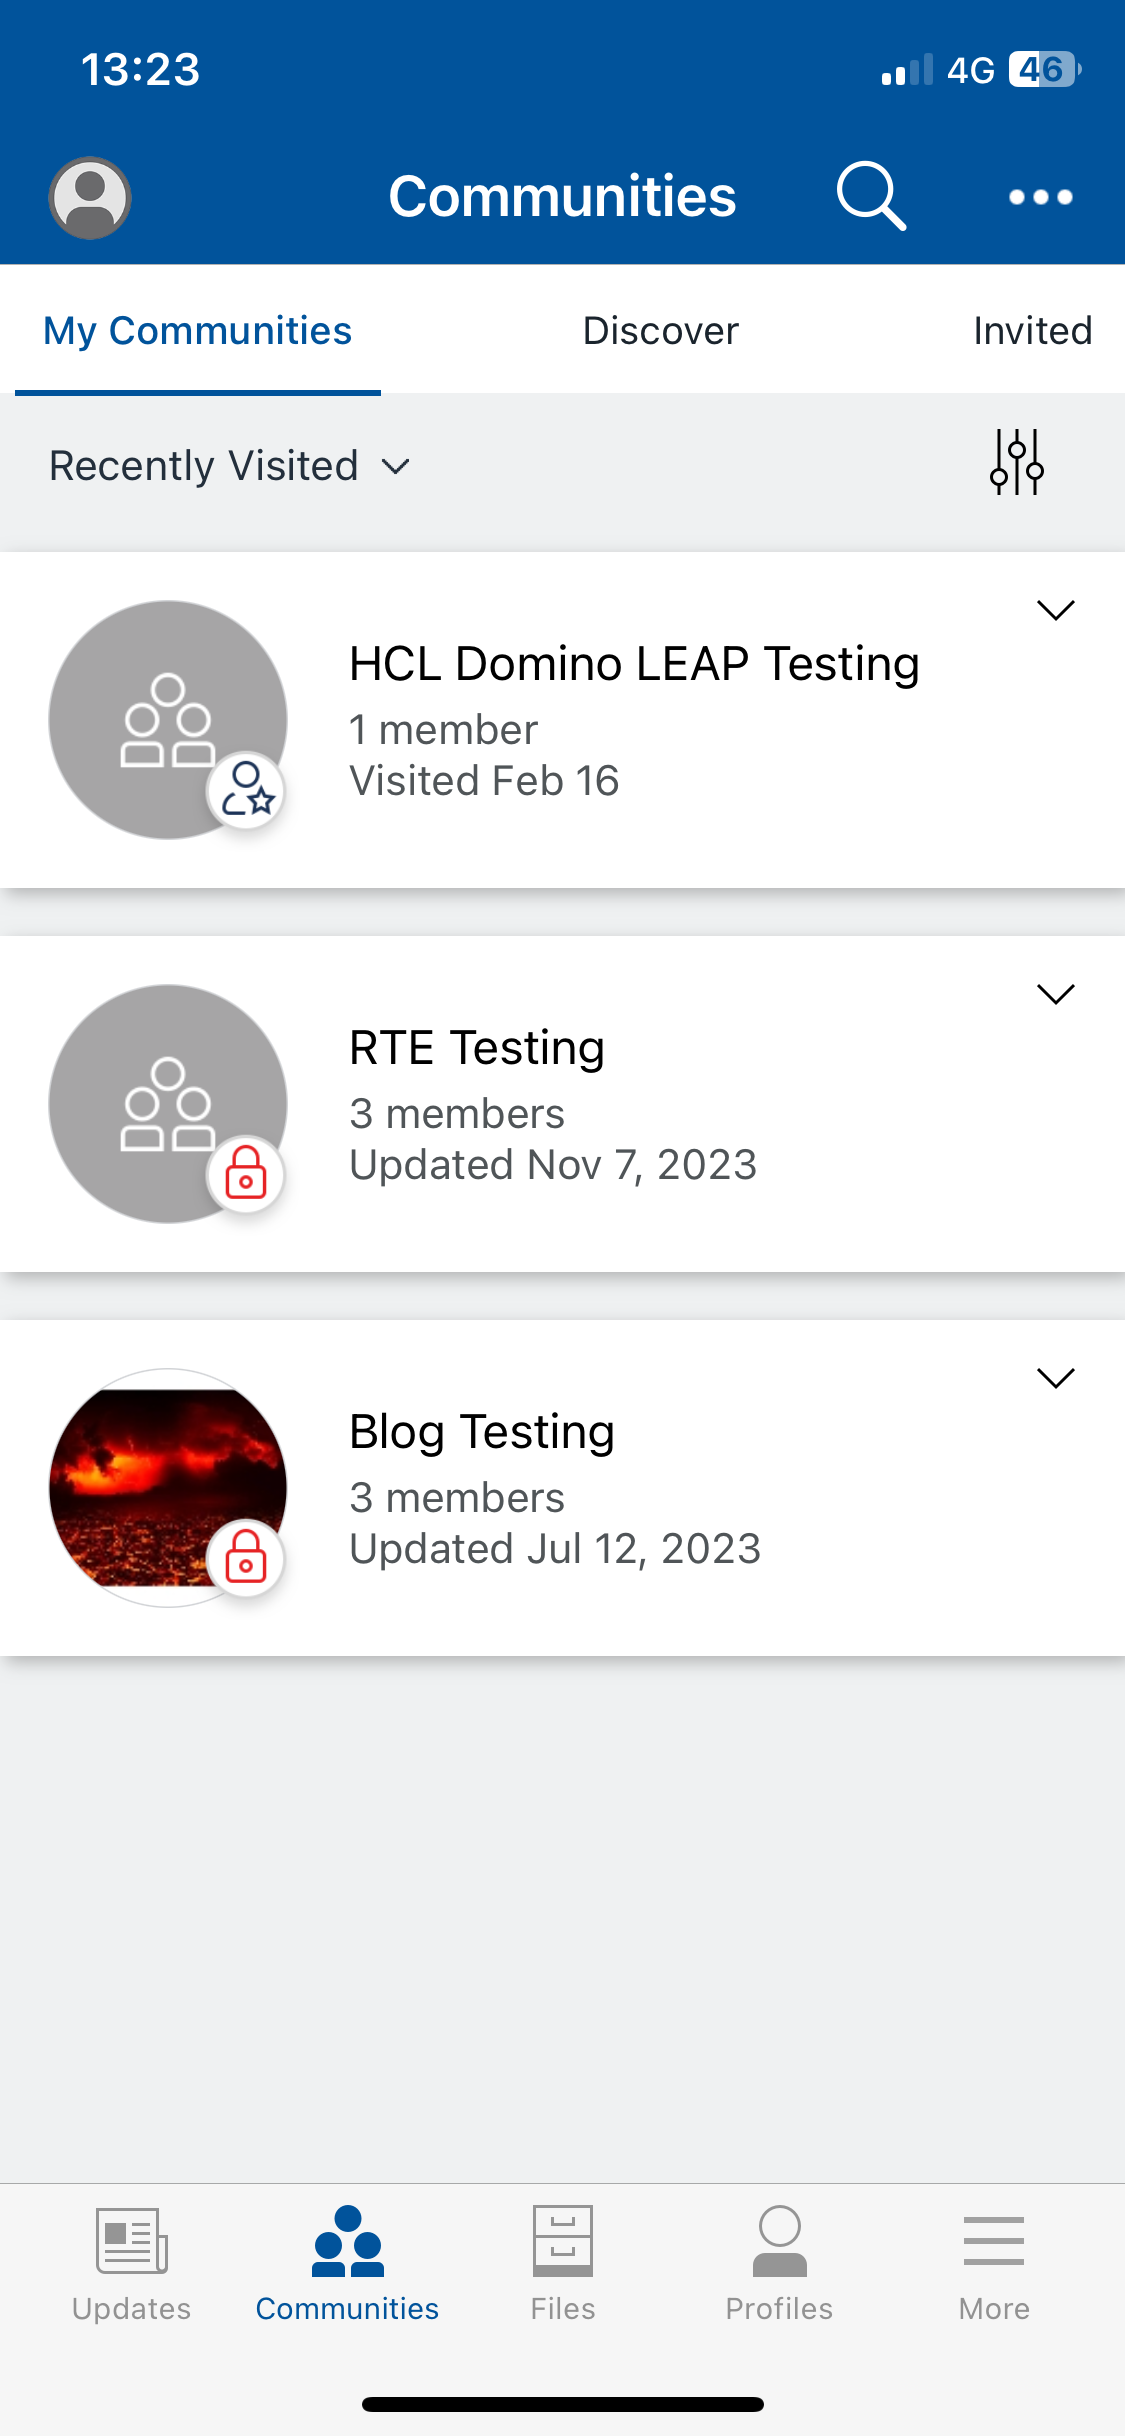 13:23
4G 46
Communities
My Communities Discover Invited
Recently Visited
HCL Domino LEAP Testing
1 member
Visited Feb 16
RTE Testing
3 members
Updated Nov 7, 2023
Blog Testing
3 members
Updated Jul 12, 2023
Updates Communities Files Profiles More